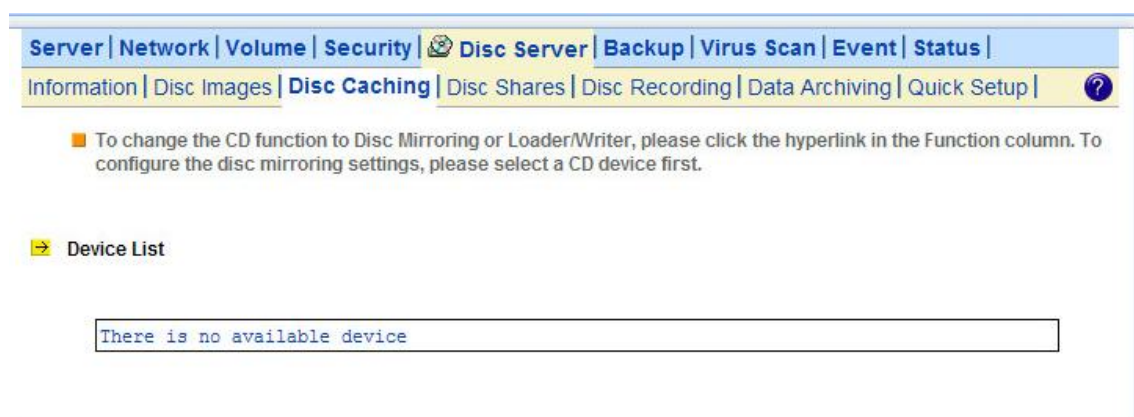 Server | Network | Volume | Security | Disc Server | Backup | Virus Scan | Event | Status |
Information | Disc Images | Disc Caching | Disc Shares | Disc Recording | Data Archiving | Quick Setup | ?
To change the CD function to Disc Mirroring or Loader/Writer, please click the hyperlink in the Function column. To
configure the disc mirroring settings, please select a CD device first.
Device List
There is no available device